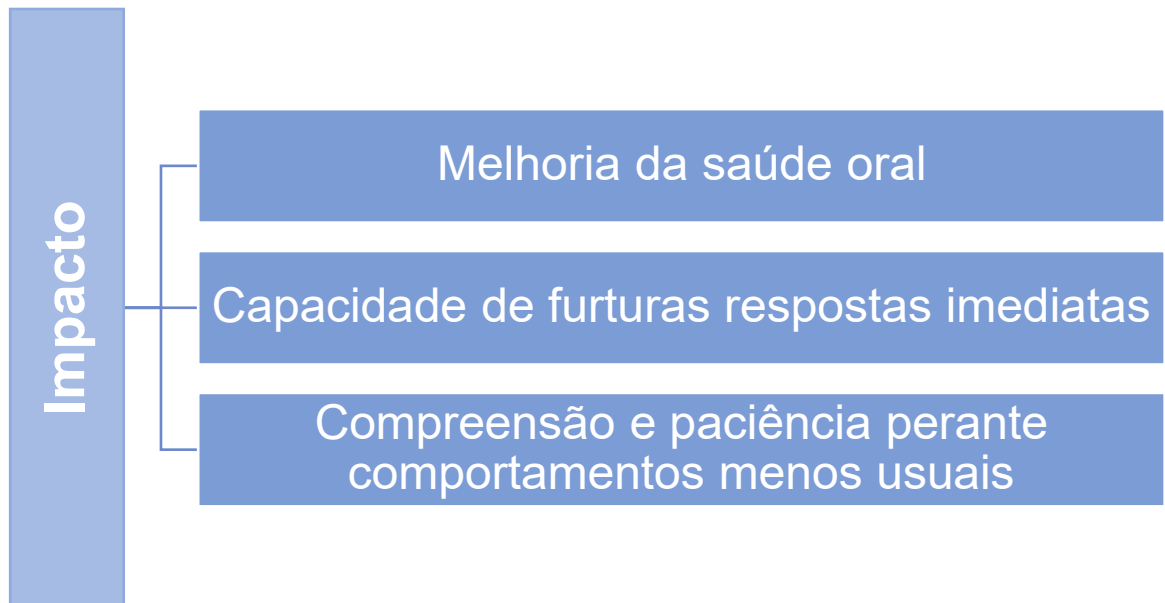 Impacto
Melhoria da saúde oral
Capacidade de furturas respostas imediatas
Compreensão e paciência perante
comportamentos menos usuais